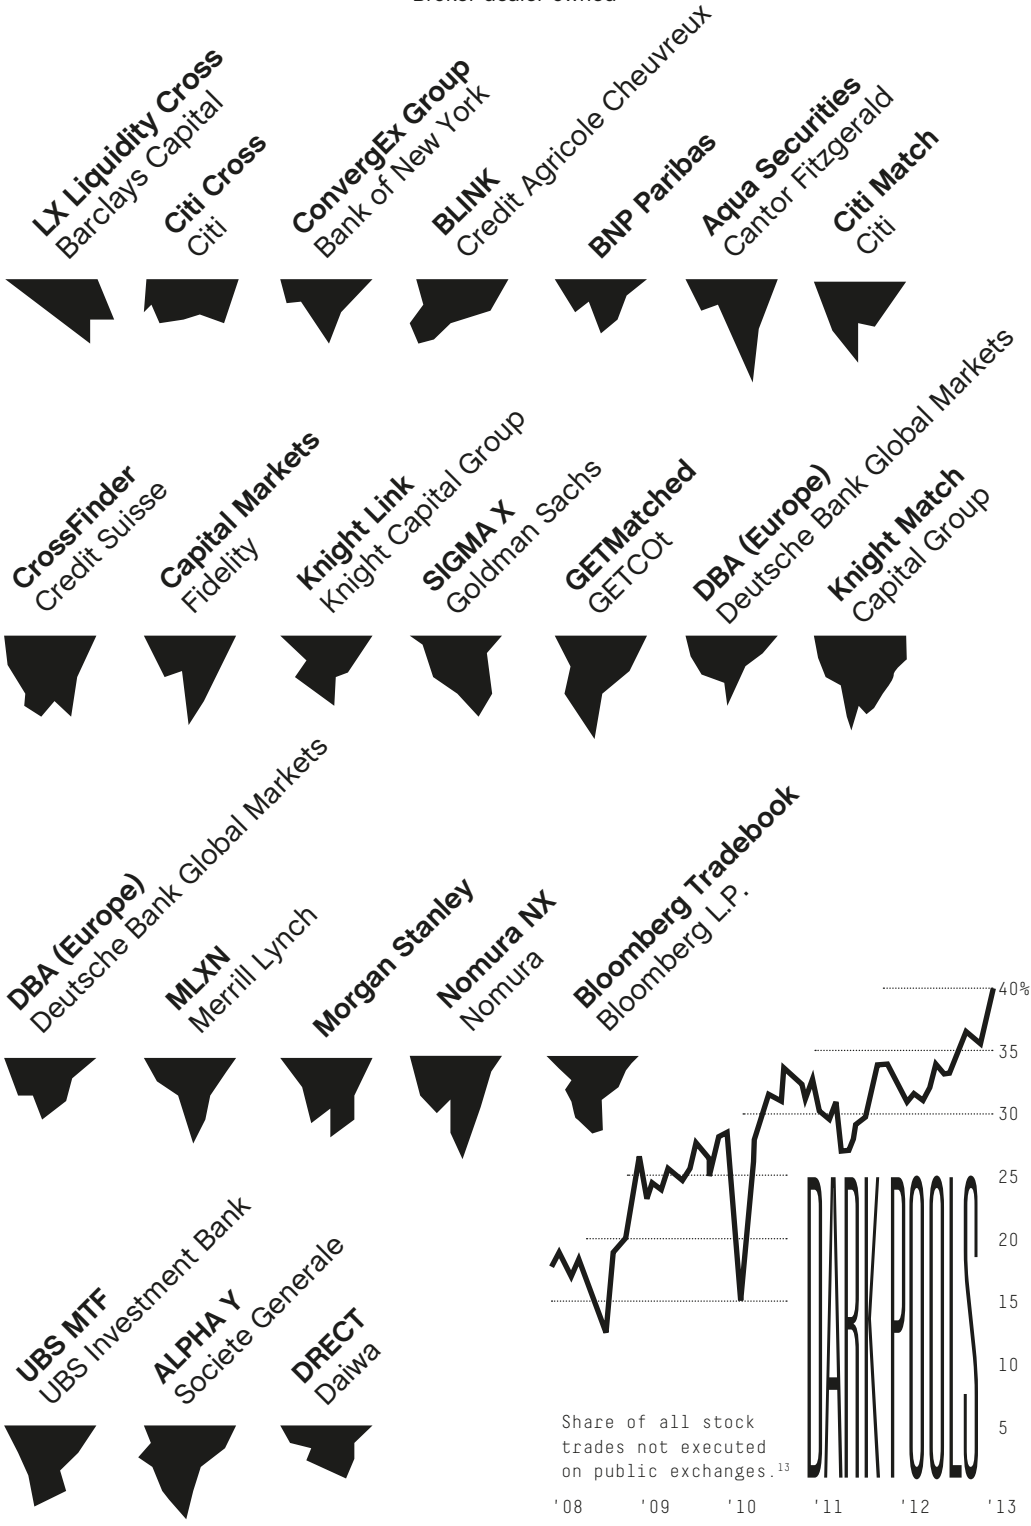 Broker-dealer owned
LX Liquidity Cross
Barclays Capital
Citi Cross
Citi
ConvergEx Group
Bank of New York
BLINK
Credit Agricole Cheuvreux
BNP Paribas
Aqua Securities
Cantor Fitzgerald
Citi Match
Citi
CrossFinder
Credit Suisse
Capital Markets
Fidelity
Knight Link
Knight Capital Group
SIGMA X
Goldman Sachs
GETMatched
GETCOt
DBA (Europe)
Deutsche Bank Global Markets
Knight Match
Capital Group
DBA (Europe)
Deutsche Bank Global Markets
MLXN
Merrill Lynch
Morgan Stanley
Nomura NX
Nomura
Bloomberg Tradebook
Bloomberg L.P.
UBS MTF
UBS Investment Bank
ALPHA Y
Societe Generale
DRECT
Daiwa
40%
35
30
25
20
15
10
5
DARK POOLS
Share of all stock
trades not executed
on public exchanges.13
'08 '09 '10 '11 '12 '13